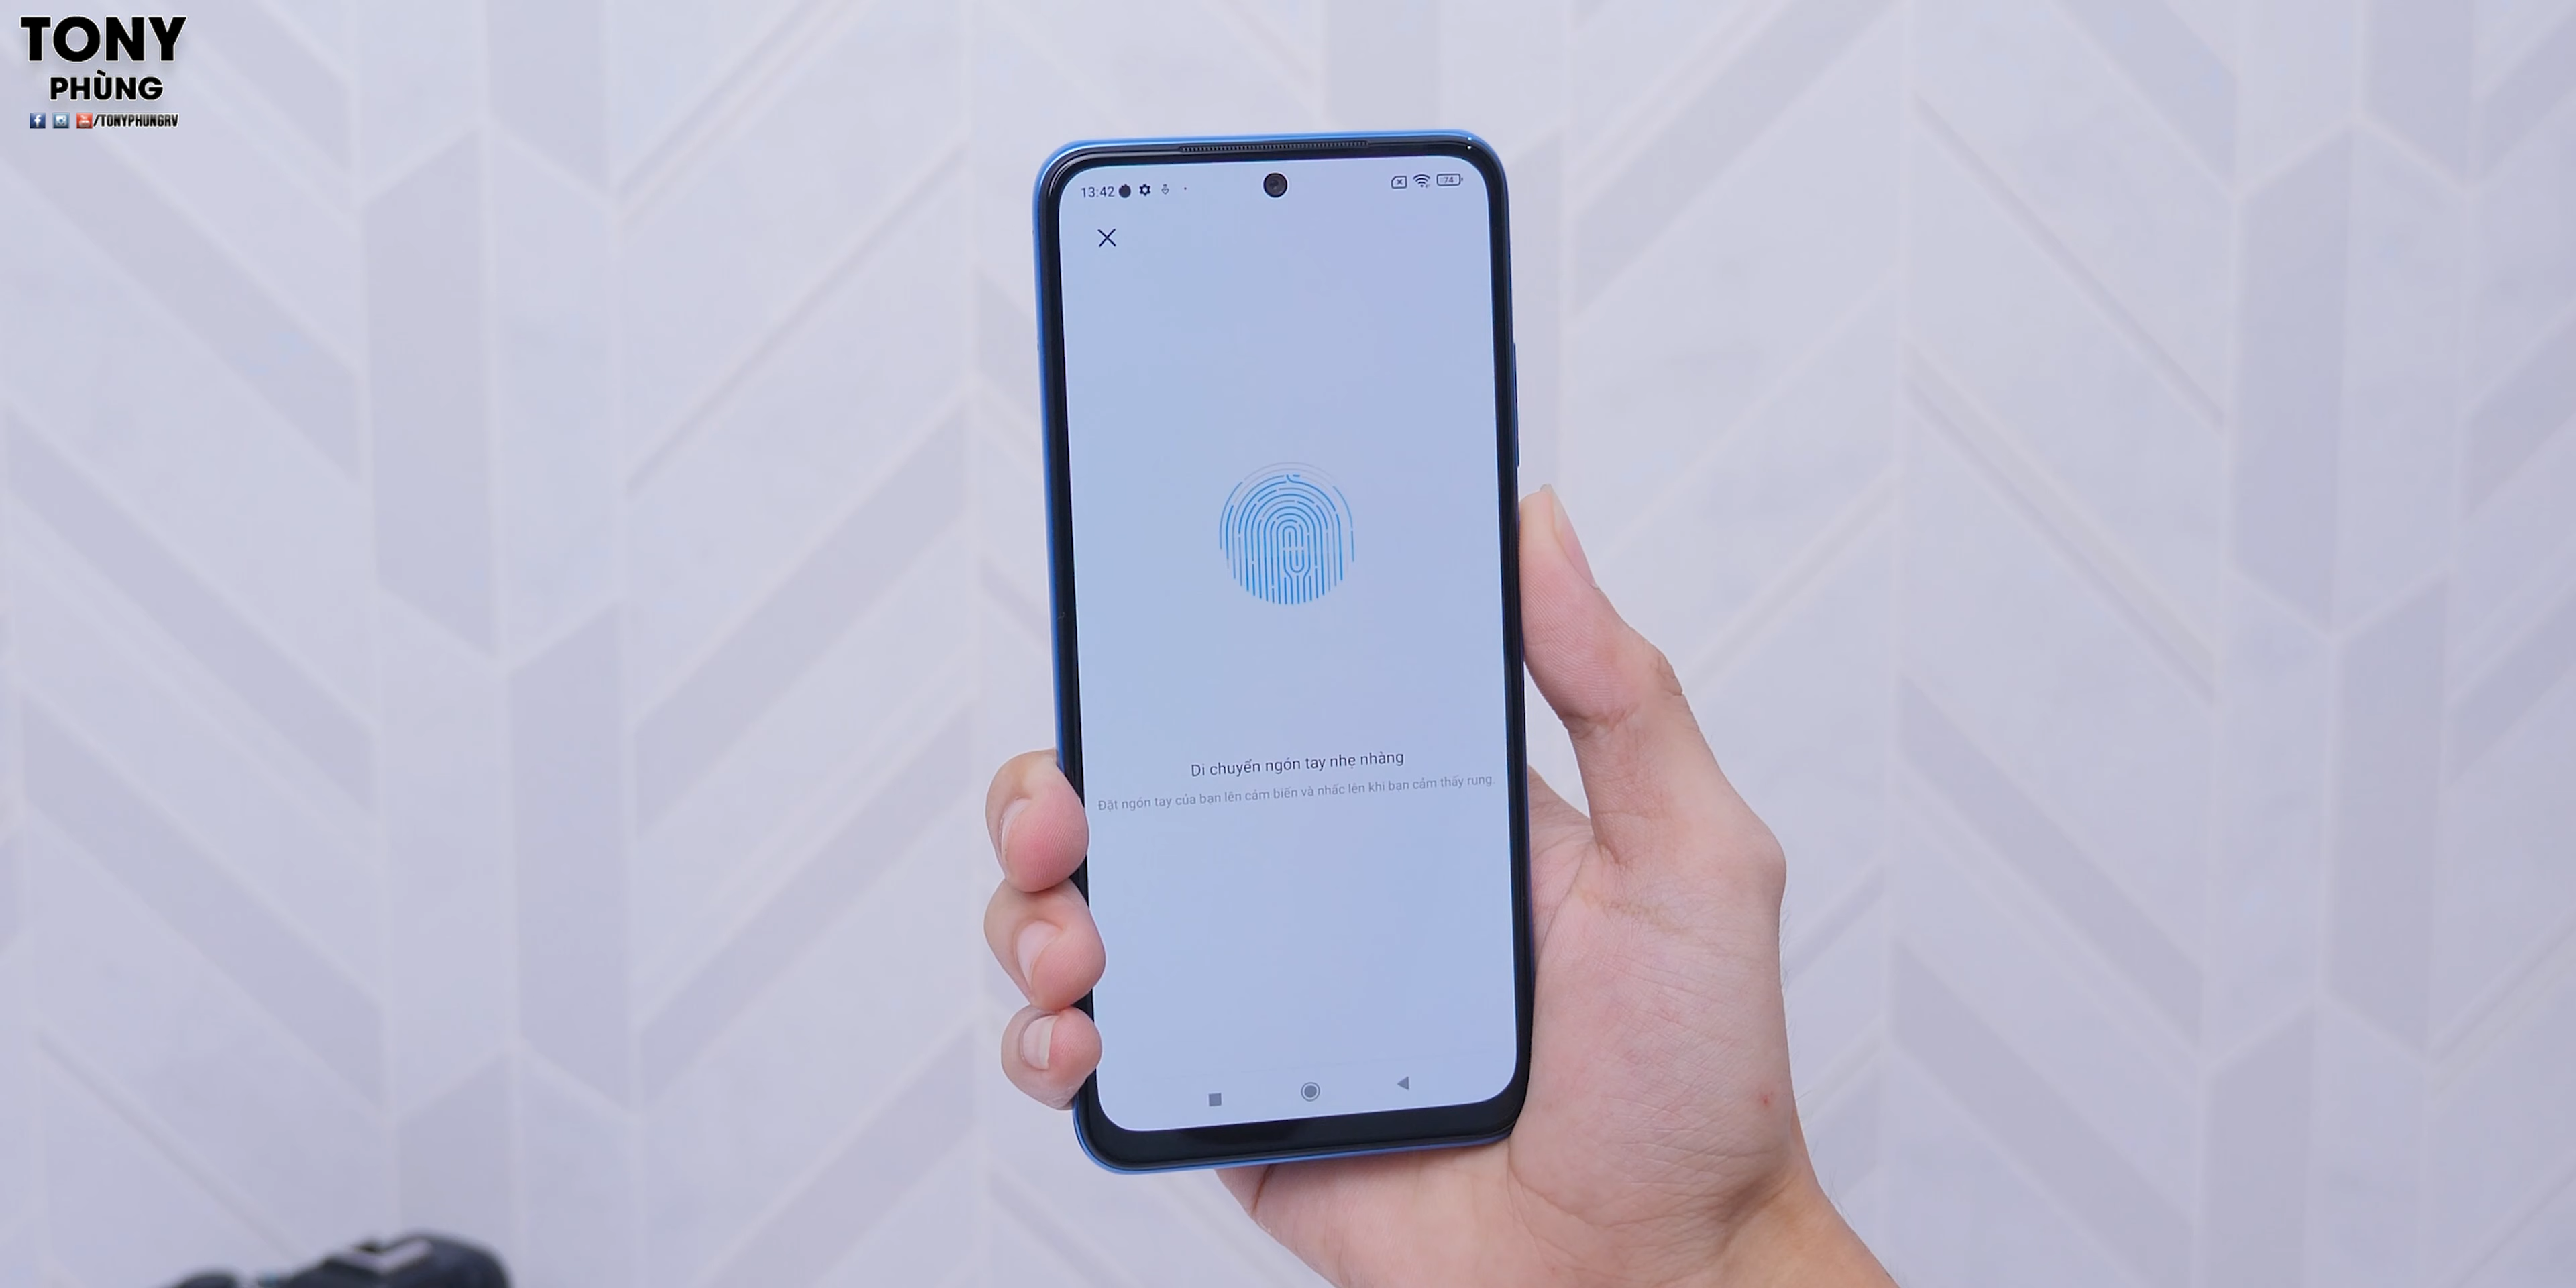 TONY
PHÙNG
/TONYPHUNGRV
13:42
74
Di chuyển ngón tay nhẹ nhàng
Đặt ngón tay của bạn lên cảm biến và nhấc lên khi bạn cảm thấy rung.